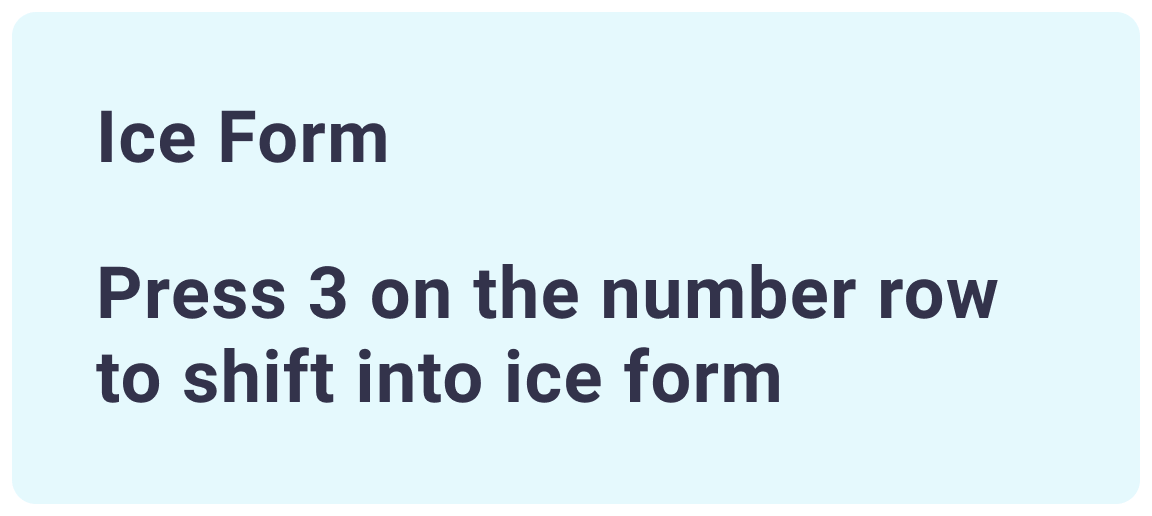 Ice Form
Press 3 on the number row
to shift into ice form